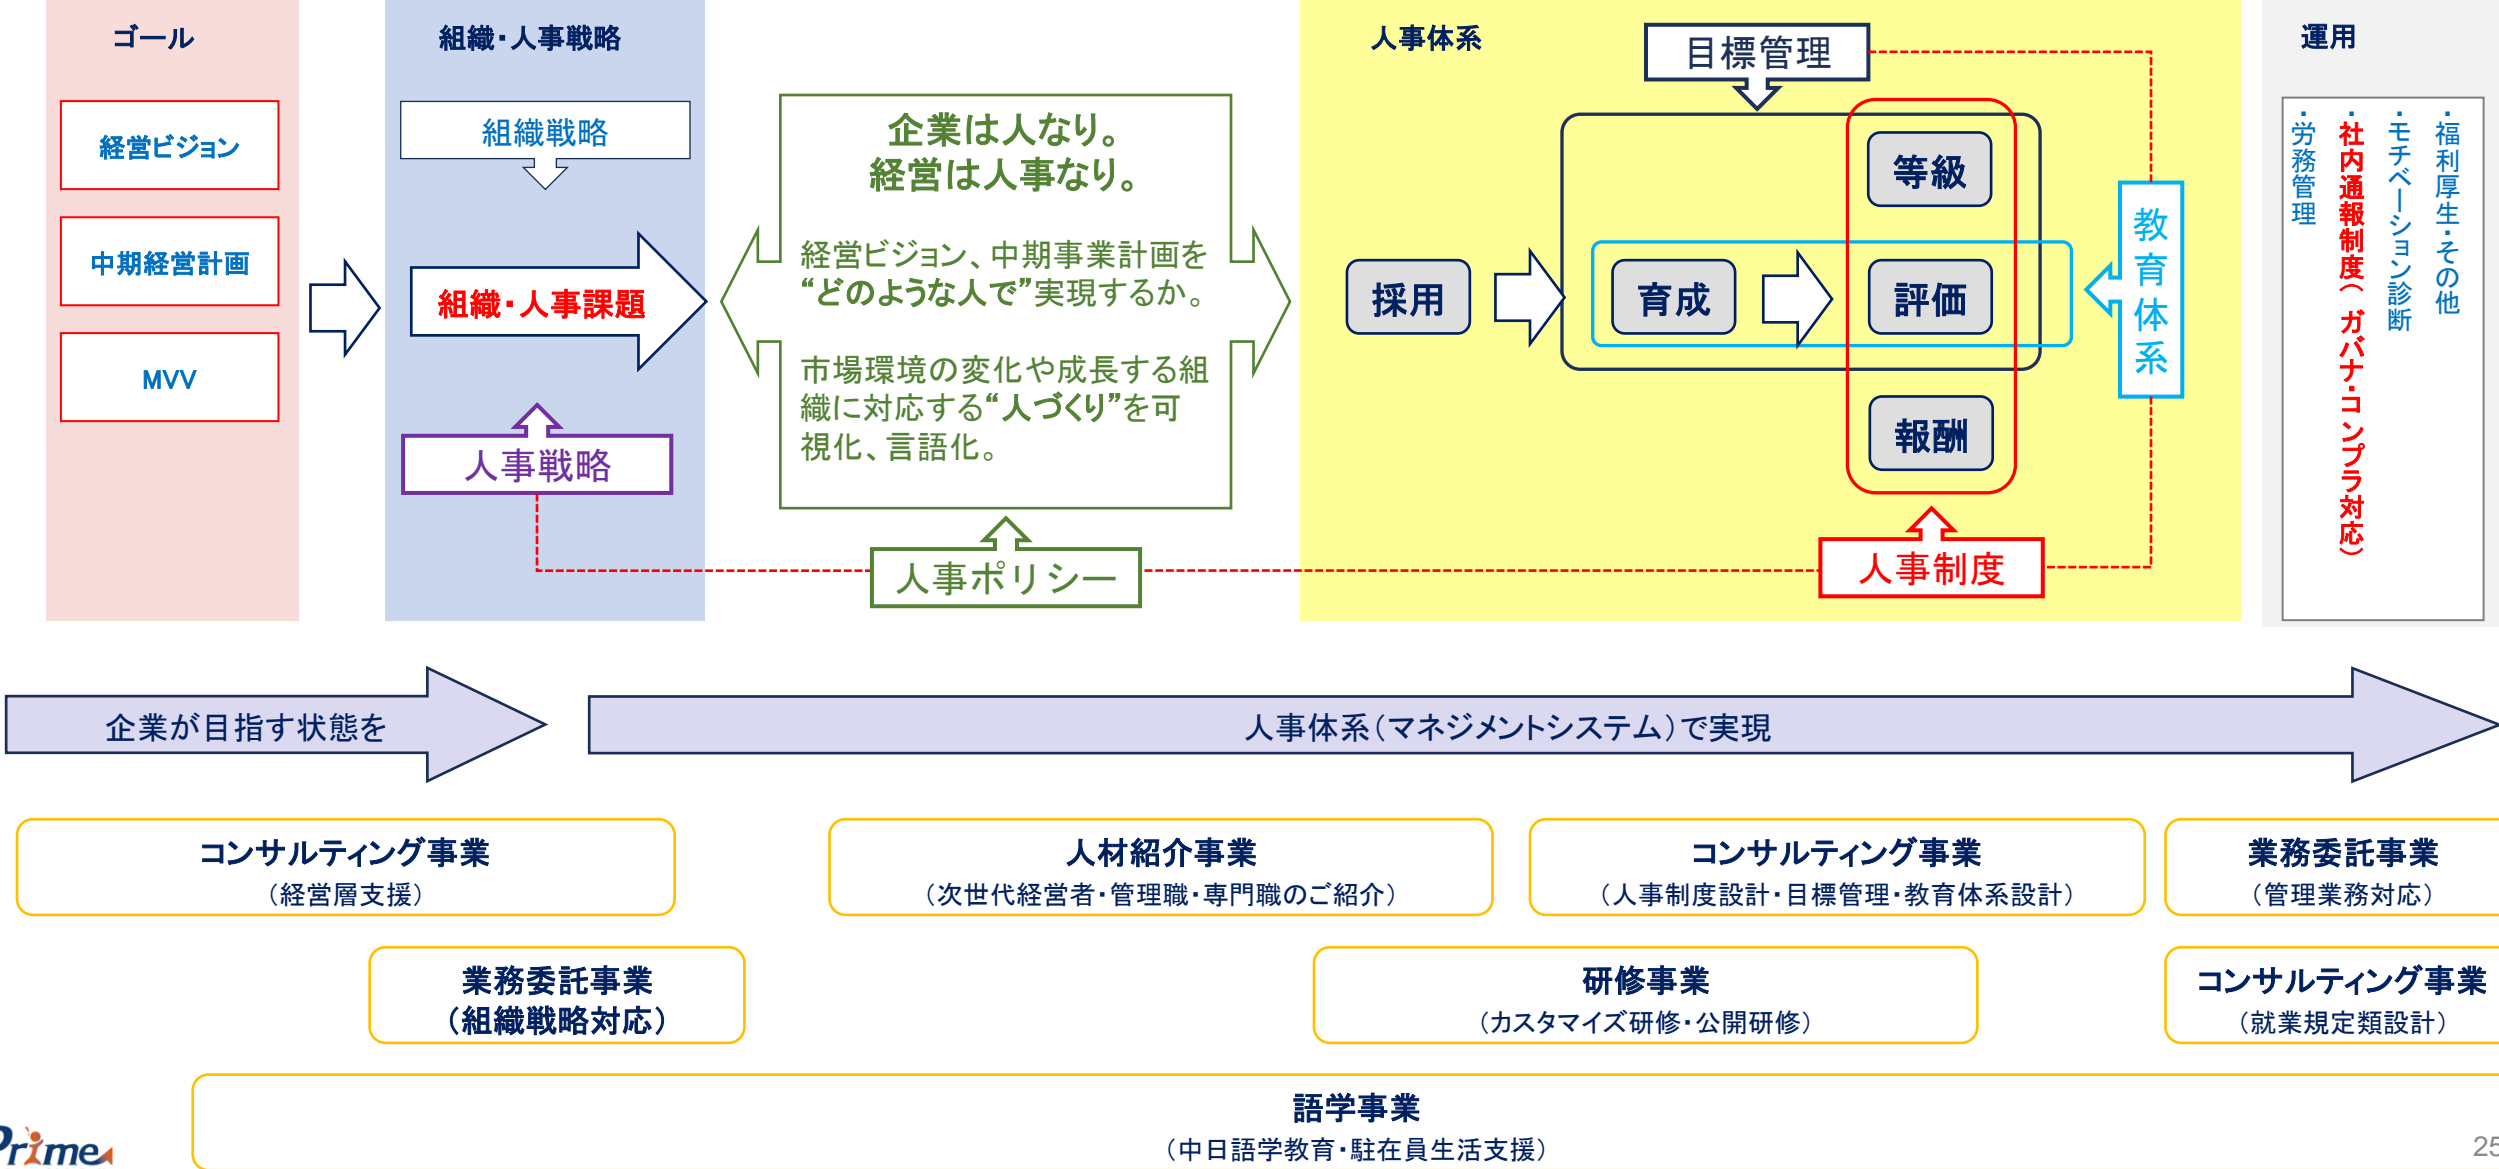 ゴール
経営ビジョン
中期経営計画
MVV
組織・人事戦略
組織戦略
組織・人事課題
人事戦略
企業は人なり。
経営は人事なり。
経営ビジョン、中期事業計画を
“どのような人で”実現するか。
市場環境の変化や成長する組
織に対応する“人づくり”を可
視化、言語化。
人事ポリシー
人事体系
目標管理
採用
育成
等級
評価
報酬
教育体系
人事制度
運用
・労務管理
・社内通報制度（ガバナ・コンプラ対応）
・モチベーション診断
・福利厚生・その他
企業が目指す状態を
人事体系（マネジメントシステム）で実現
コンサルティング事業
（経営層支援）
人材紹介事業
（次世代経営者・管理職・専門職のご紹介）
コンサルティング事業
（人事制度設計・目標管理・教育体系設計）
業務委託事業
（管理業務対応）
業務委託事業
（組織戦略対応）
研修事業
（カスタマイズ研修・公開研修）
コンサルティング事業
（就業規定類設計）
語学事業
（中日語学教育・駐在員生活支援）
Prime
25